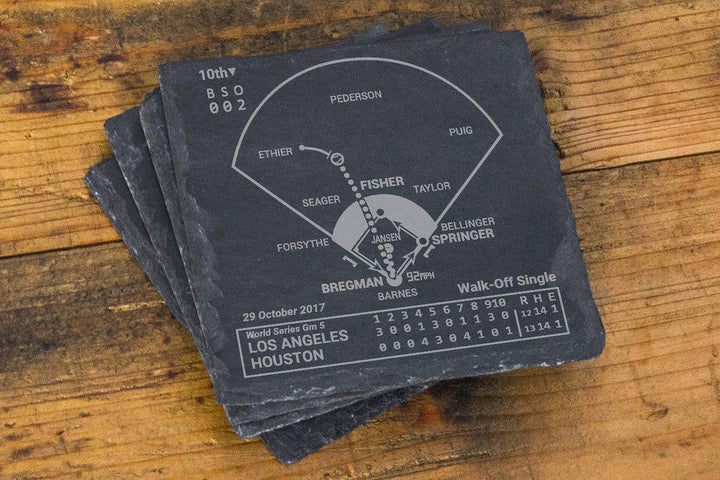 10th▼
B S O
0 0 2
PEDERSON
PUIG
ETHIER
FISHER
TAYLOR
SEAGER
BELLINGER
SPRINGER
JANSEN
FORSYTHE
92MPH
BREGMAN
BARNES
Walk-Off Single
29 October 2017
World Series Gm 5 1 2 3 4 5 6 7 8 9 10 R H E
LOS ANGELES 3 0 0 1 3 0 1 1 3 0 12 14 1
HOUSTON 0 0 0 4 3 0 4 1 0 1 13 14 1